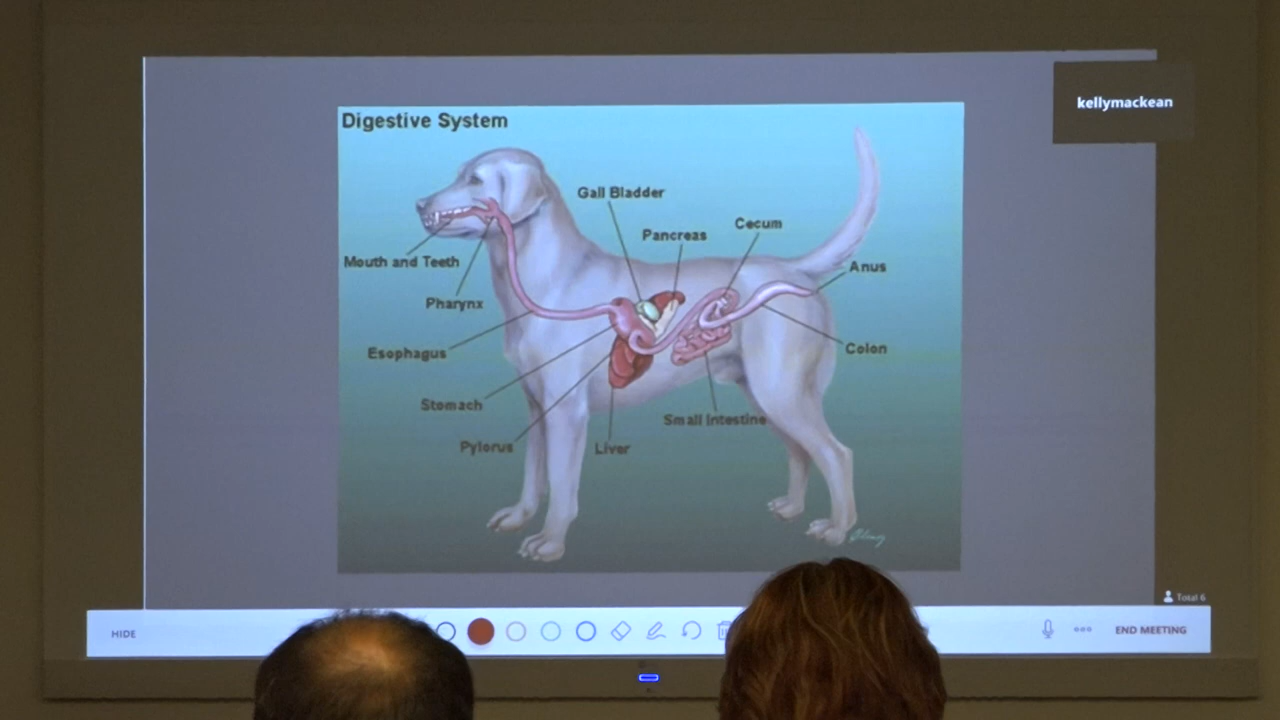 kellymackean
Digestive System
Gall Bladder
Pancreas
Cecum
Mouth and Teeth
Anus
Pharynx
Esophagus
Colon
Stomach
Small Intestine
Pylorus
Liver
Total 6
HIDE
END MEETING